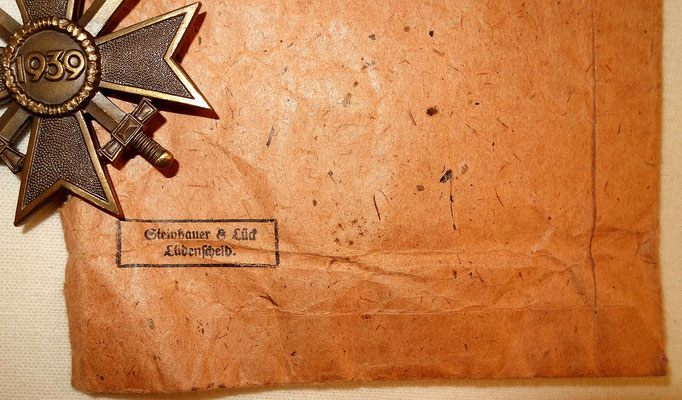 1939
Steinhauer & Lück
Lüdenscheid.